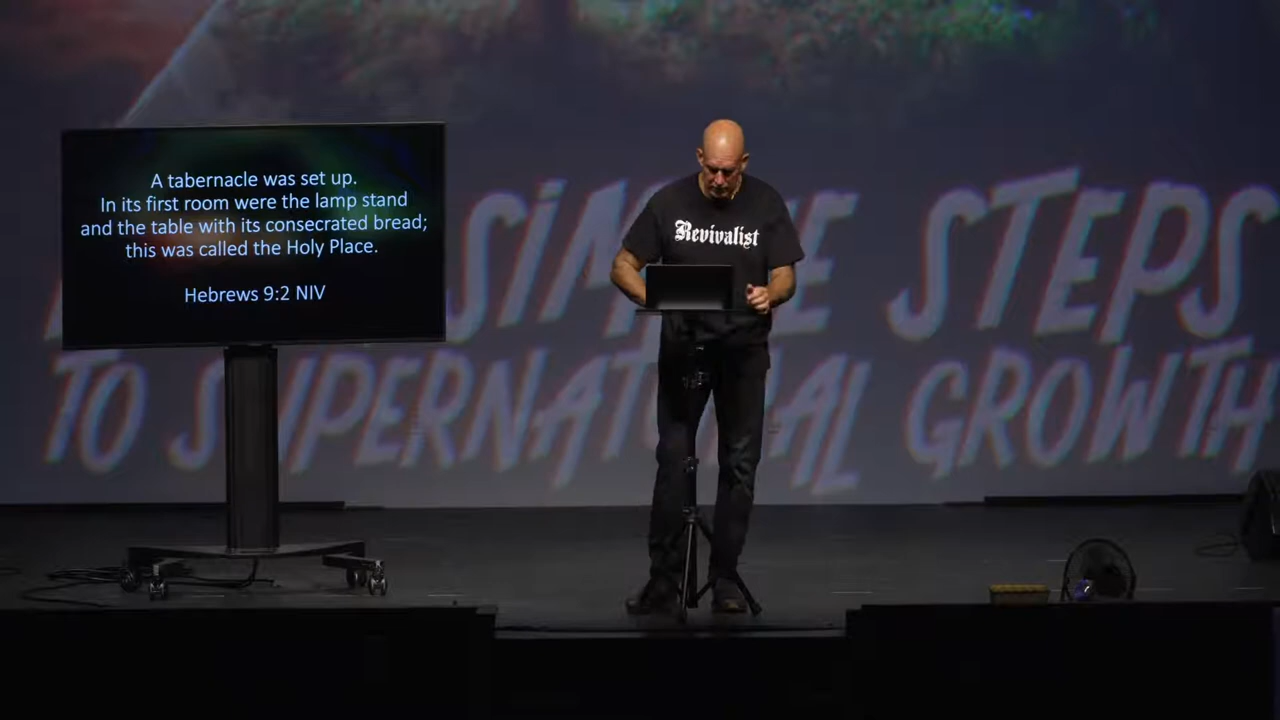 A tabernacle was set up.
In its first room were the lamp stand
and the table with its consecrated bread;
this was called the Holy Place.
Hebrews 9:2 NIV
Revivalist
STEPS
TO SUPERNATURAL GROWTH